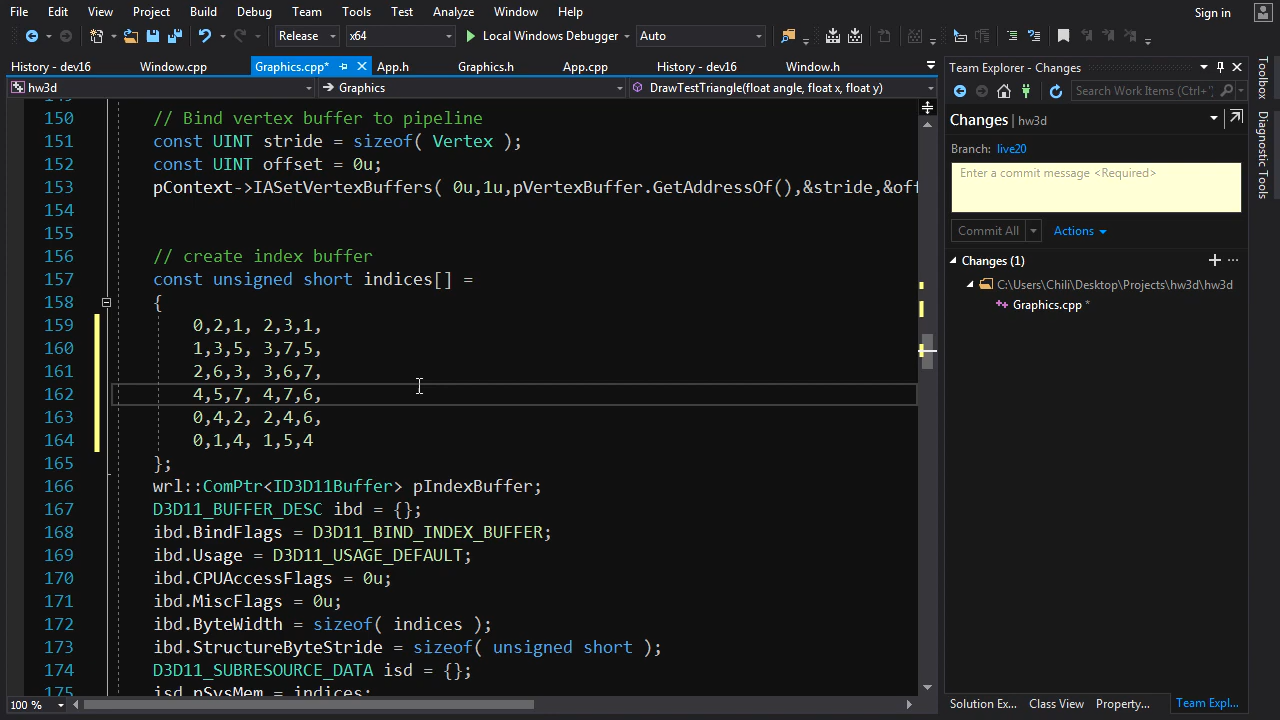 File Edit View Project Build Debug Team Tools Test Analyze Window Help Sign in
Release x64 Local Windows Debugger Auto
History - dev16 Window.cpp Graphics.cpp* App.h Graphics.h App.cpp History - dev16 Window.h
hw3d Graphics DrawTestTriangle(float angle, float x, float y)
150 // Bind vertex buffer to pipeline
151 const UINT stride = sizeof( Vertex );
152 const UINT offset = 0u;
153 pContext->IASetVertexBuffers( 0u,1u,pVertexBuffer.GetAddressOf(),&stride,&off
154
155
156 // create index buffer
157 const unsigned short indices[] =
158 {
159 0,2,1, 2,3,1,
160 1,3,5, 3,7,5,
161 2,6,3, 3,6,7,
162 4,5,7, 4,7,6,
163 0,4,2, 2,4,6,
164 0,1,4, 1,5,4
165 };
166 wrl::ComPtr<ID3D11Buffer> pIndexBuffer;
167 D3D11_BUFFER_DESC ibd = {};
168 ibd.BindFlags = D3D11_BIND_INDEX_BUFFER;
169 ibd.Usage = D3D11_USAGE_DEFAULT;
170 ibd.CPUAccessFlags = 0u;
171 ibd.MiscFlags = 0u;
172 ibd.ByteWidth = sizeof( indices );
173 ibd.StructureByteStride = sizeof( unsigned short );
174 D3D11_SUBRESOURCE_DATA isd = {};
175 isd.pSysMem = indices;
100 %
Team Explorer - Changes
Search Work Items (Ctrl+'
Changes | hw3d
Branch: live20
Enter a commit message <Required>
Commit All Actions
Changes (1)
C:\Users\Chili\Desktop\Projects\hw3d\hw3d
Graphics.cpp *
Solution Ex... Class View Property... Team Expl...
Toolbox
Diagnostic Tools